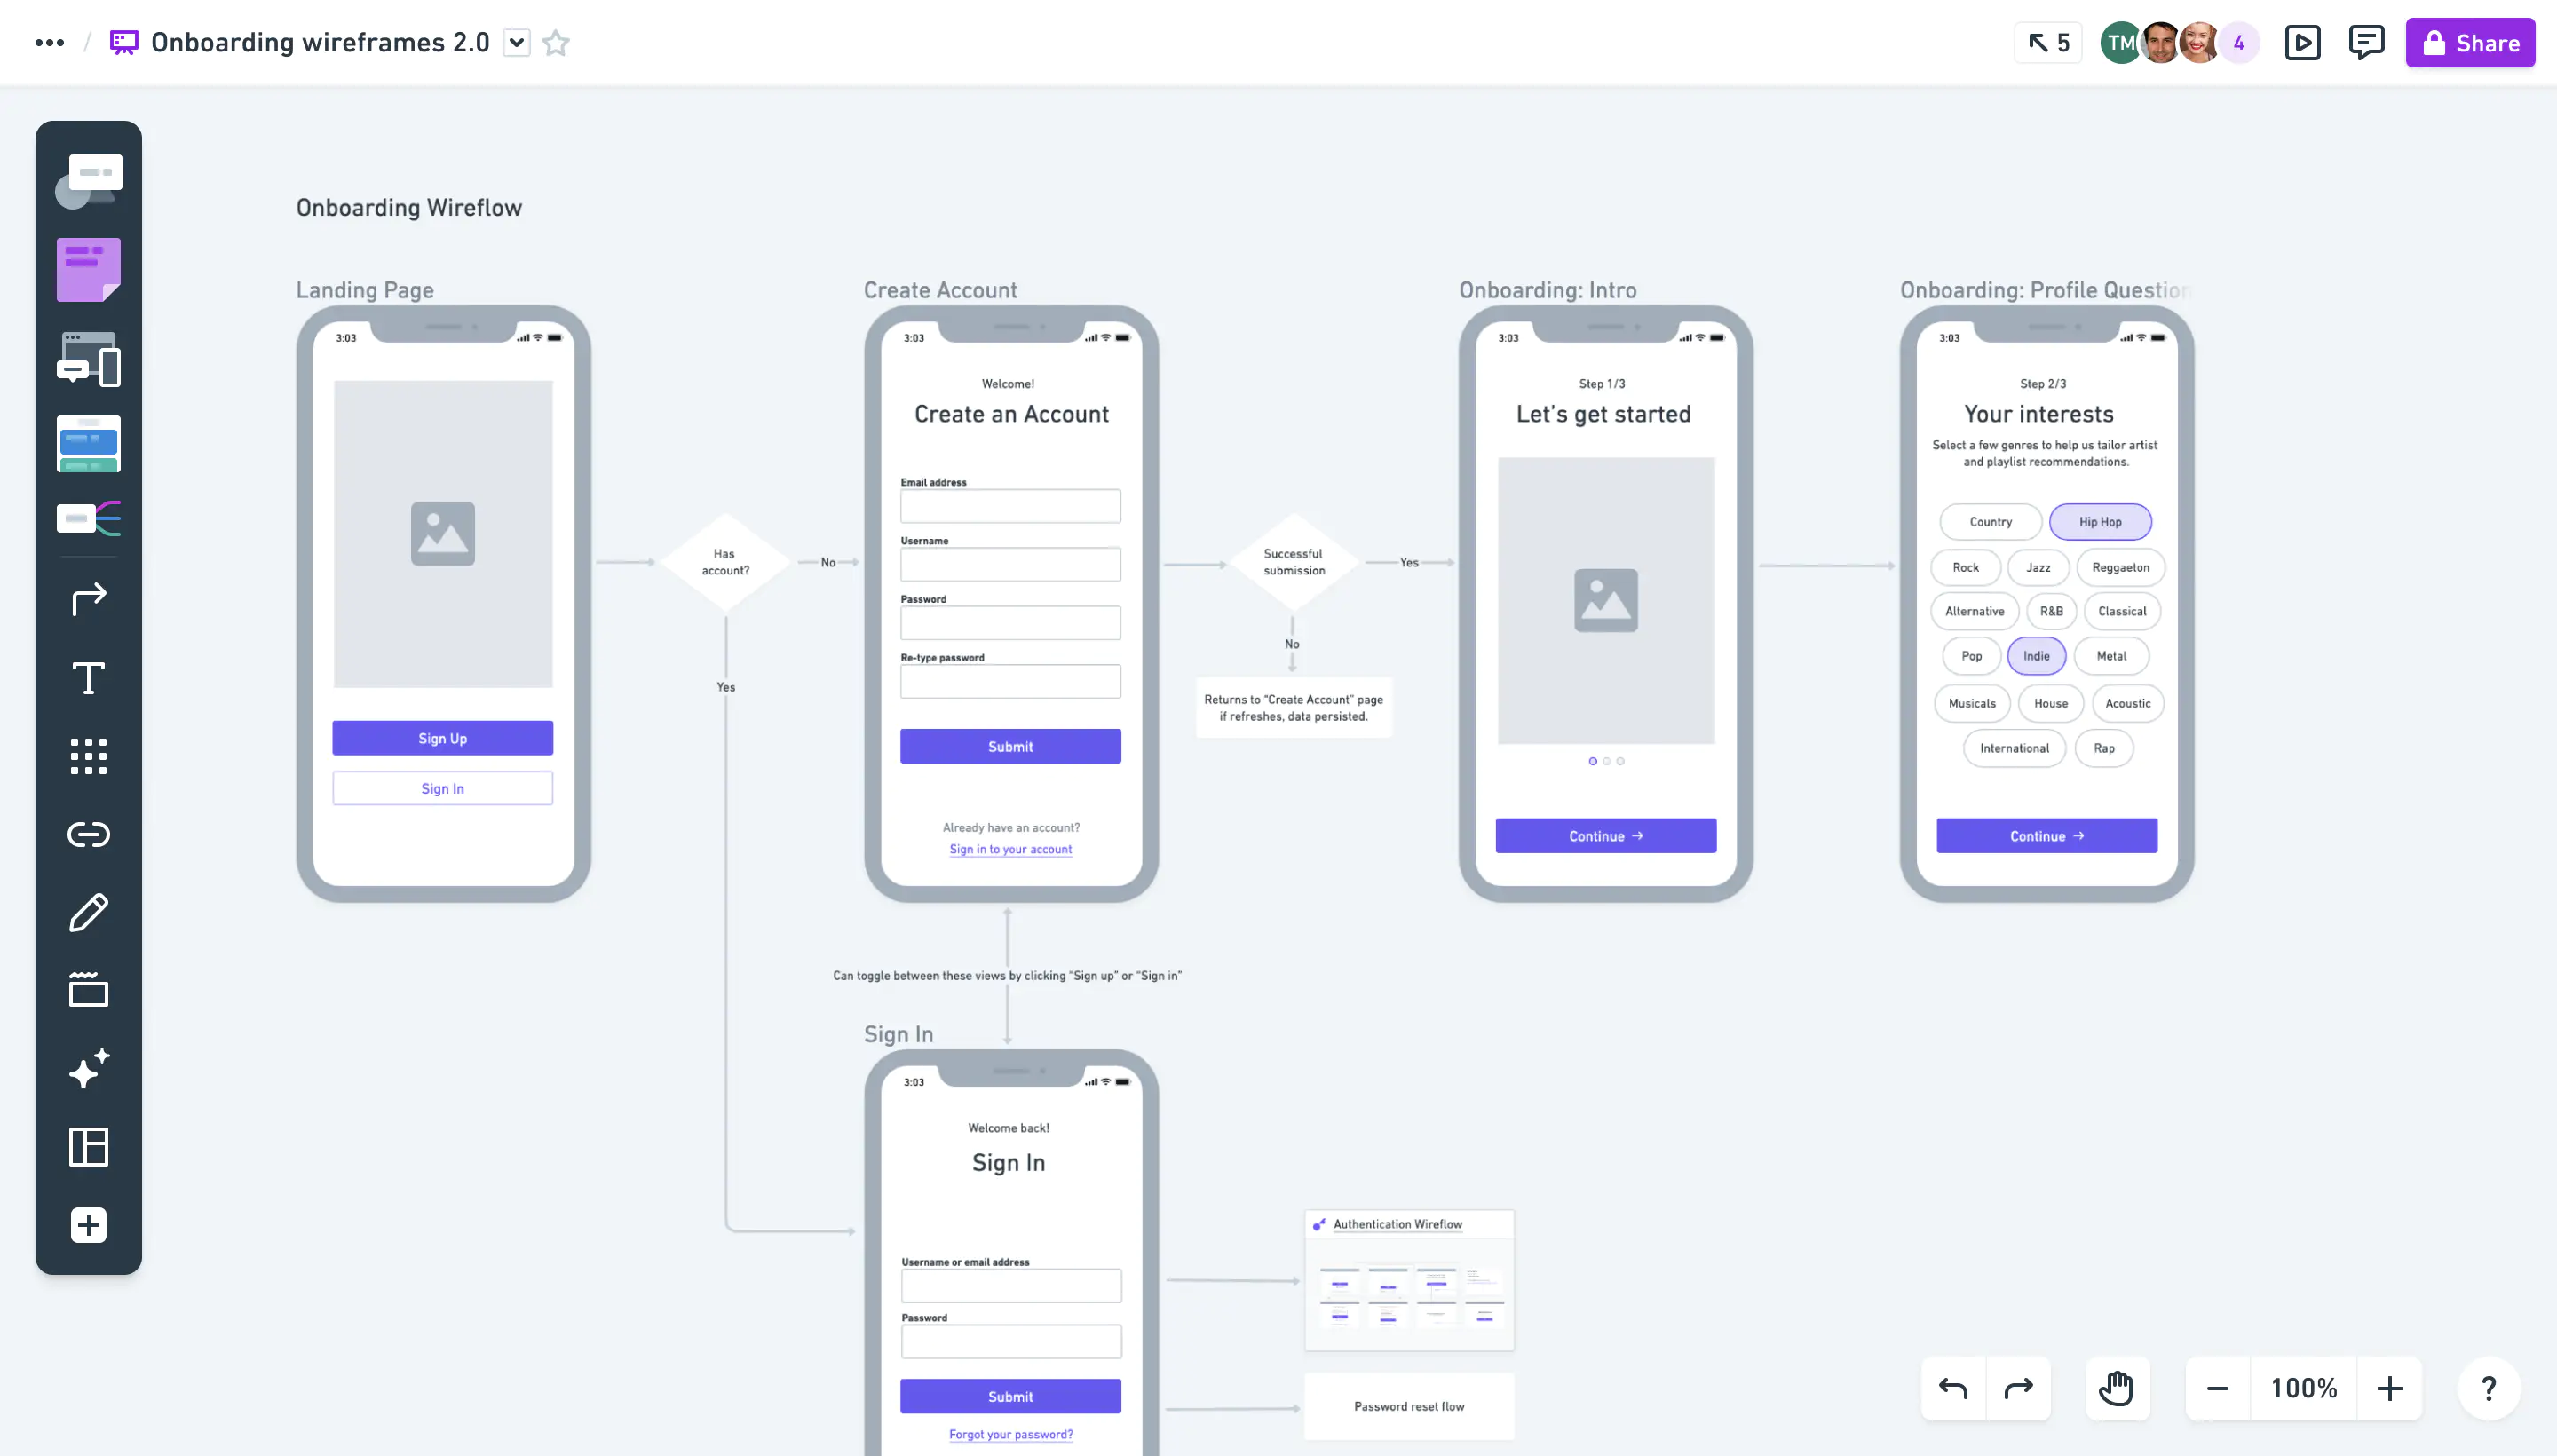 Onboarding wireframes 2.0
5
TM
4
Share
Onboarding Wireflow
Landing Page
3:03
Sign Up
Sign In
Has
account?
No
Yes
Create Account
3:03
Welcome!
Create an Account
Email address
Username
Password
Re-type password
Submit
Already have an account?
Sign in to your account
Successful
submission
Yes
No
Returns to “Create Account” page
if refreshes, data persisted.
Onboarding: Intro
3:03
Step 1/3
Let’s get started
Continue →
Onboarding: Profile Question
3:03
Step 2/3
Your interests
Select a few genres to help us tailor artist
and playlist recommendations.
Country
Hip Hop
Rock
Jazz
Reggaeton
Alternative
R&B
Classical
Pop
Indie
Metal
Musicals
House
Acoustic
International
Rap
Continue →
Can toggle between these views by clicking “Sign up” or “Sign in”
Sign In
3:03
Welcome back!
Sign In
Username or email address
Password
Submit
Forgot your password?
Authentication Wireflow
Password reset flow
100%
?